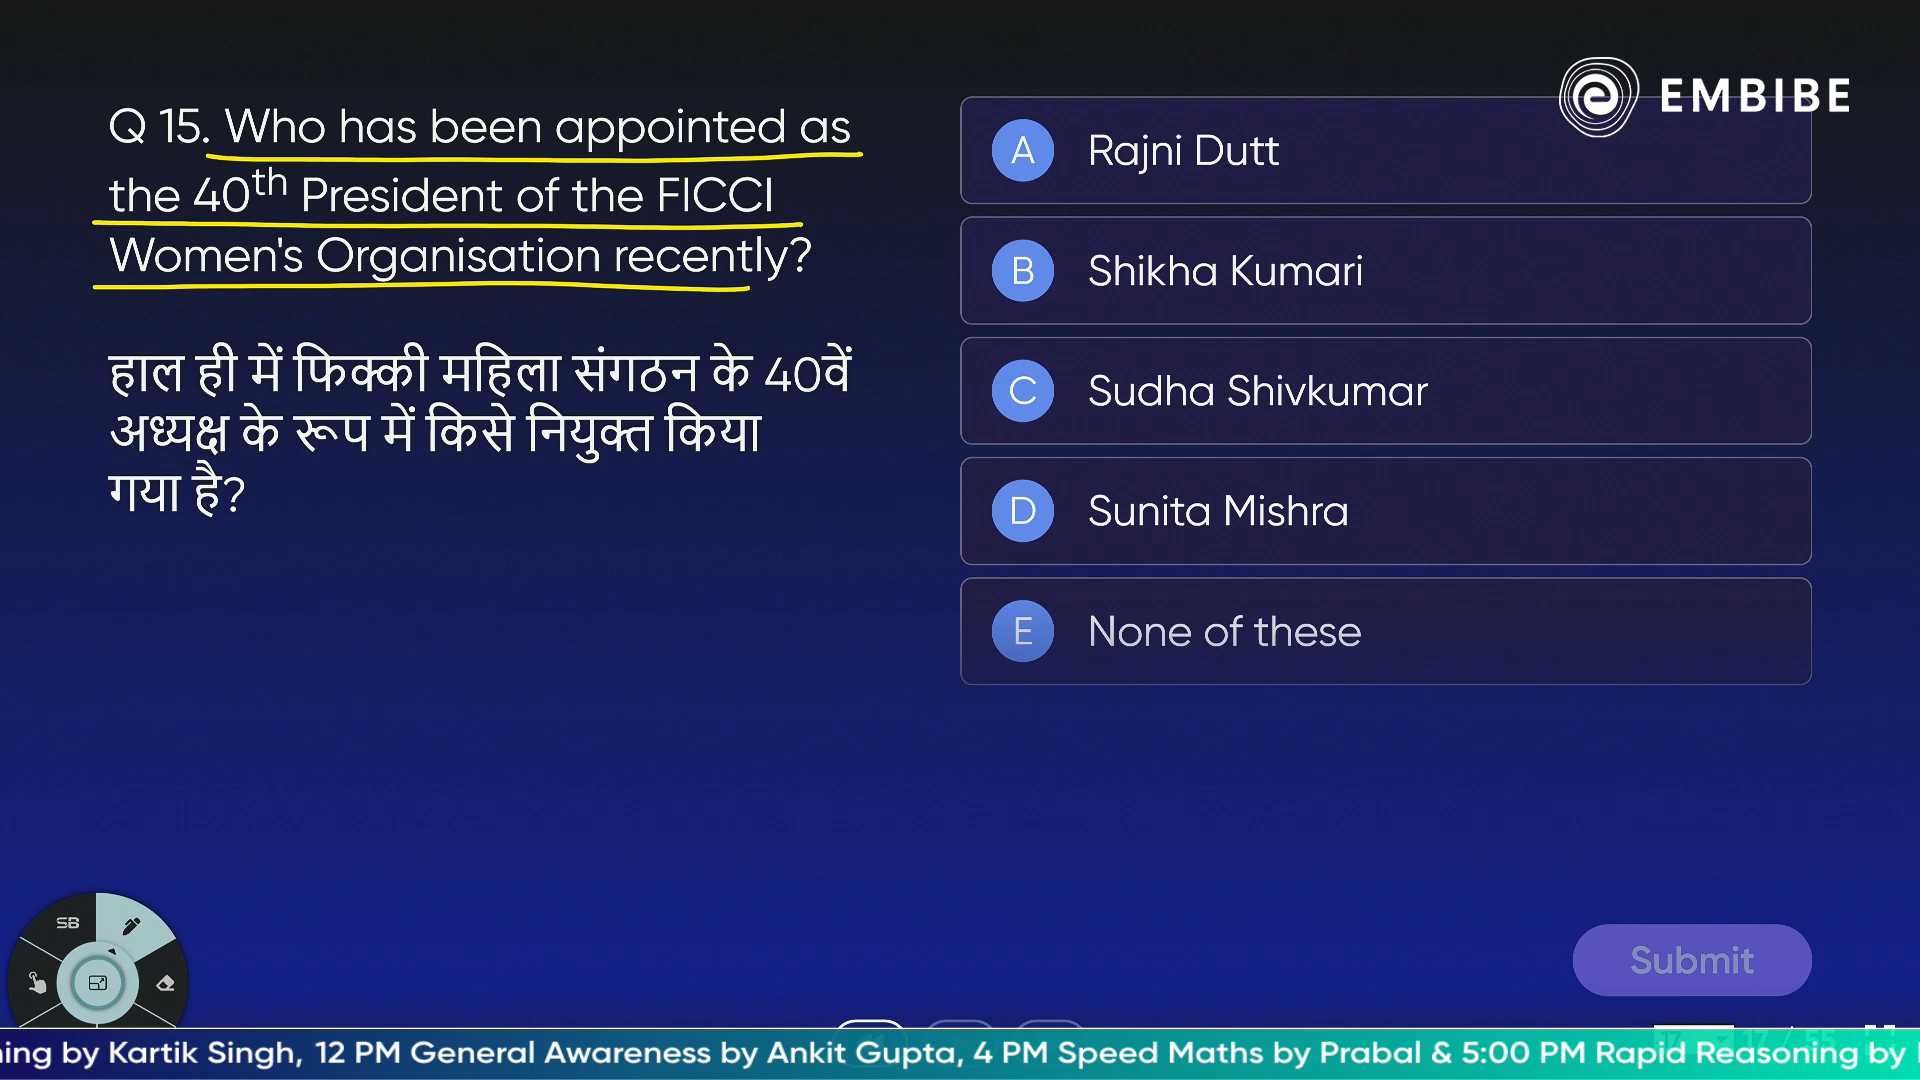 EMBIBE
Q 15. Who has been appointed as
the 40th President of the FICCI
Women's Organisation recently?
हाल ही में फिक्की महिला संगठन के 40वें
अध्यक्ष के रूप में किसे नियुक्त किया
गया है?
A Rajni Dutt
B Shikha Kumari
C Sudha Shivkumar
D Sunita Mishra
E None of these
SB
Submit
ing by Kartik Singh, 12 PM General Awareness by Ankit Gupta, 4 PM Speed Maths by Prabal & 5:00 PM Rapid Reasoning by